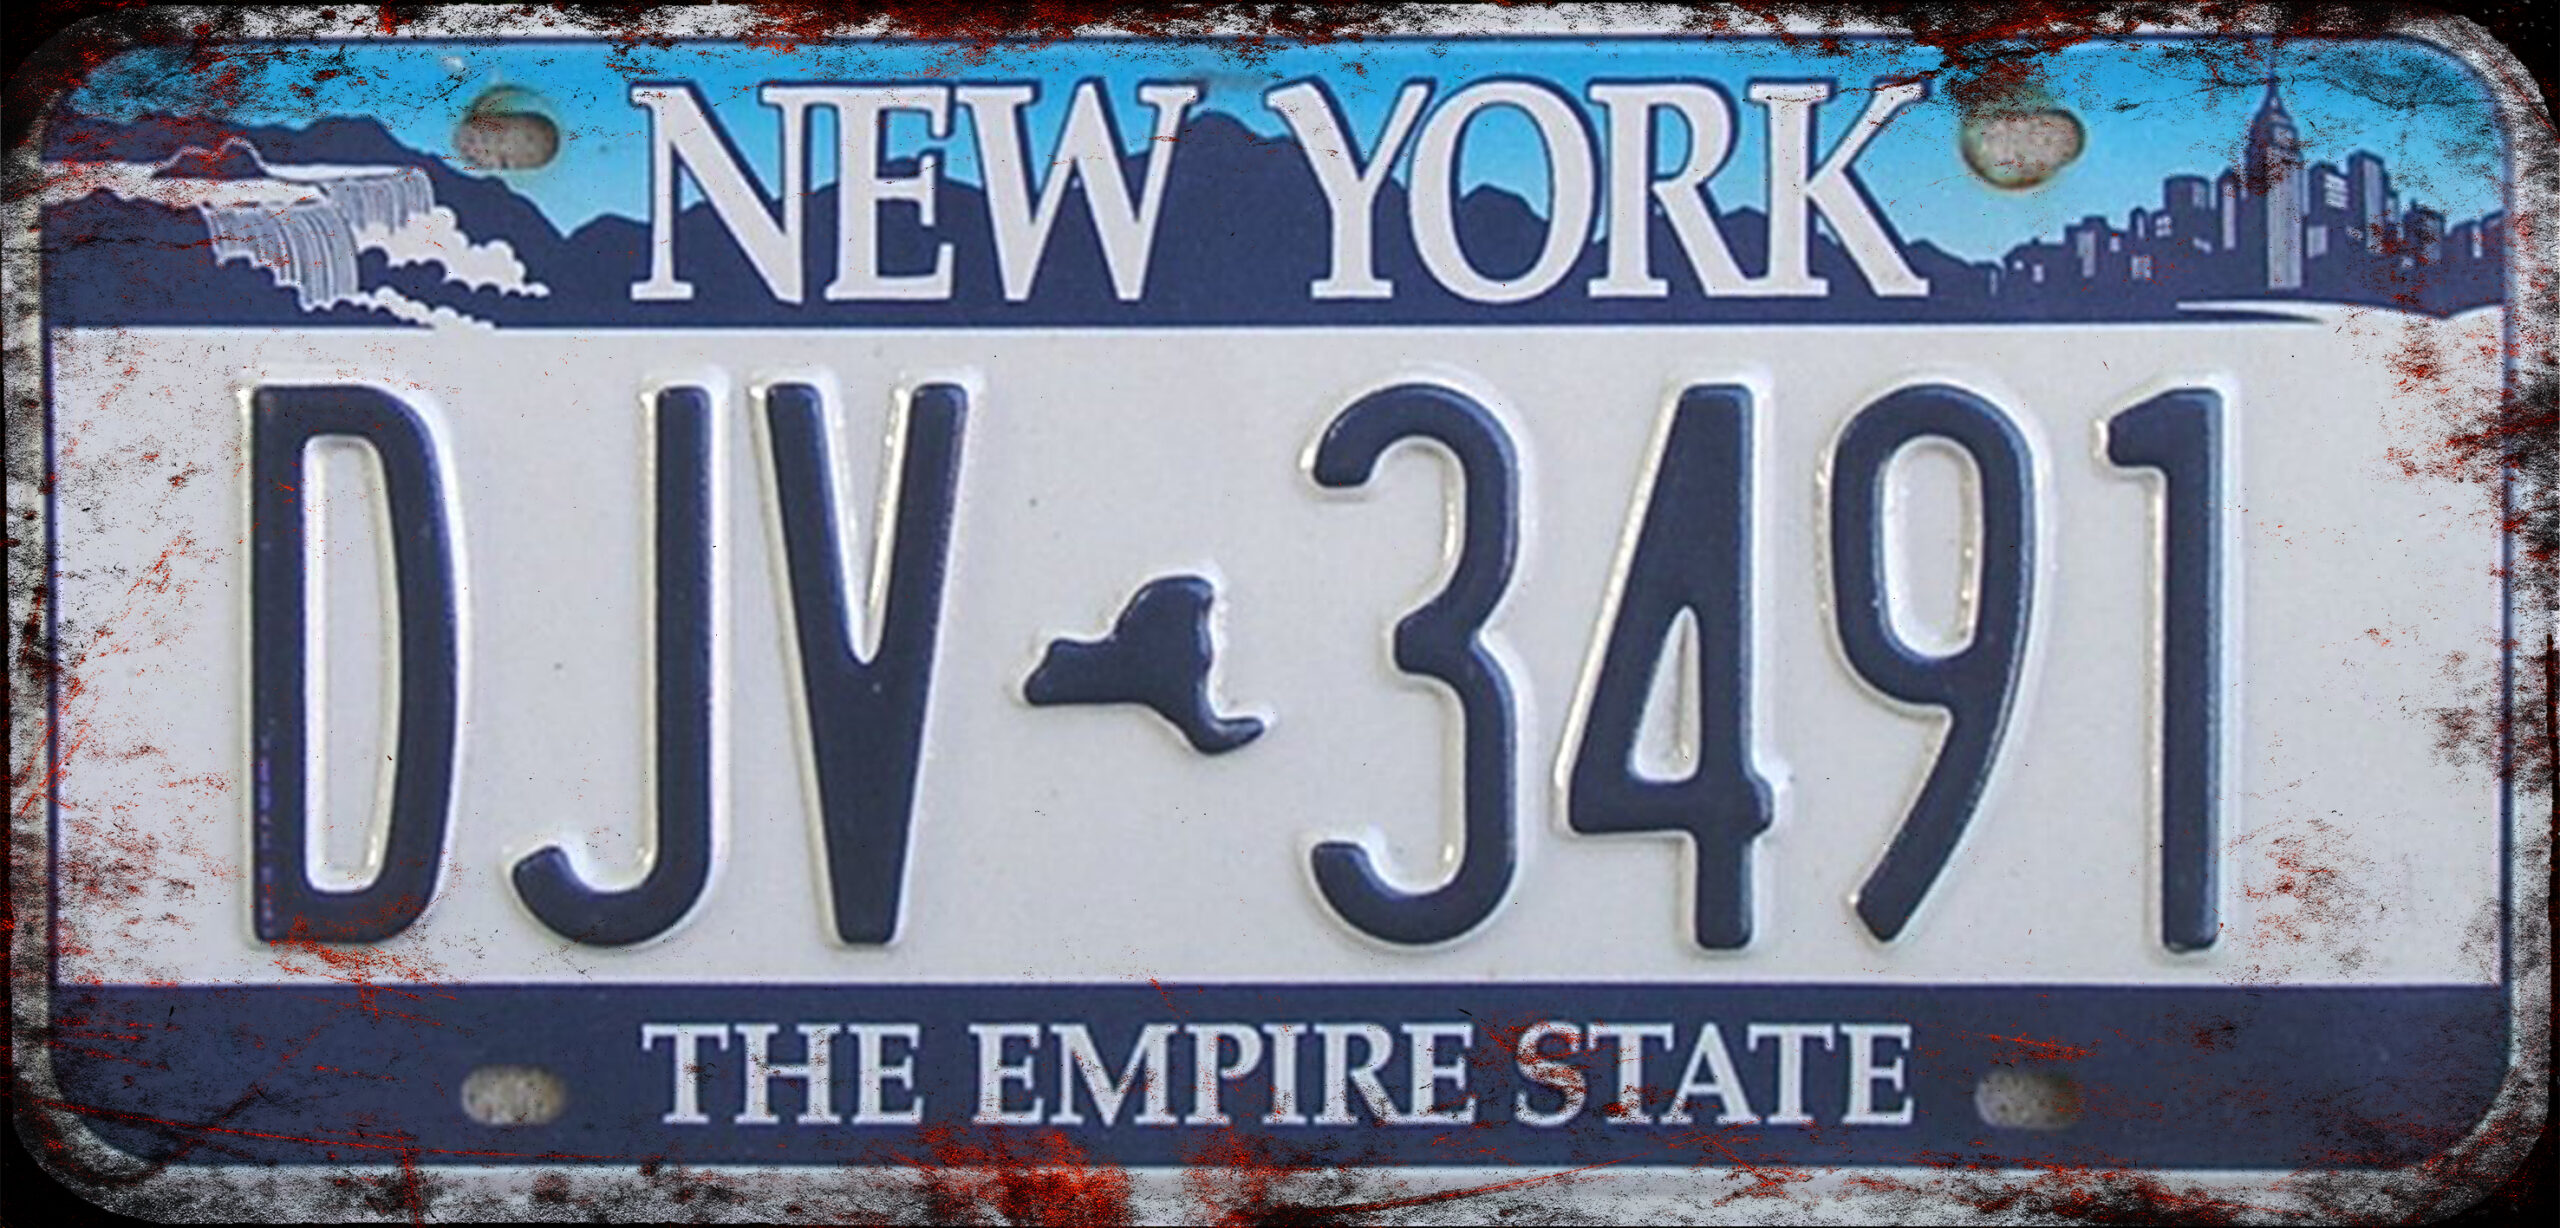 NEW YORK
DJV 3491
THE EMPIRE STATE